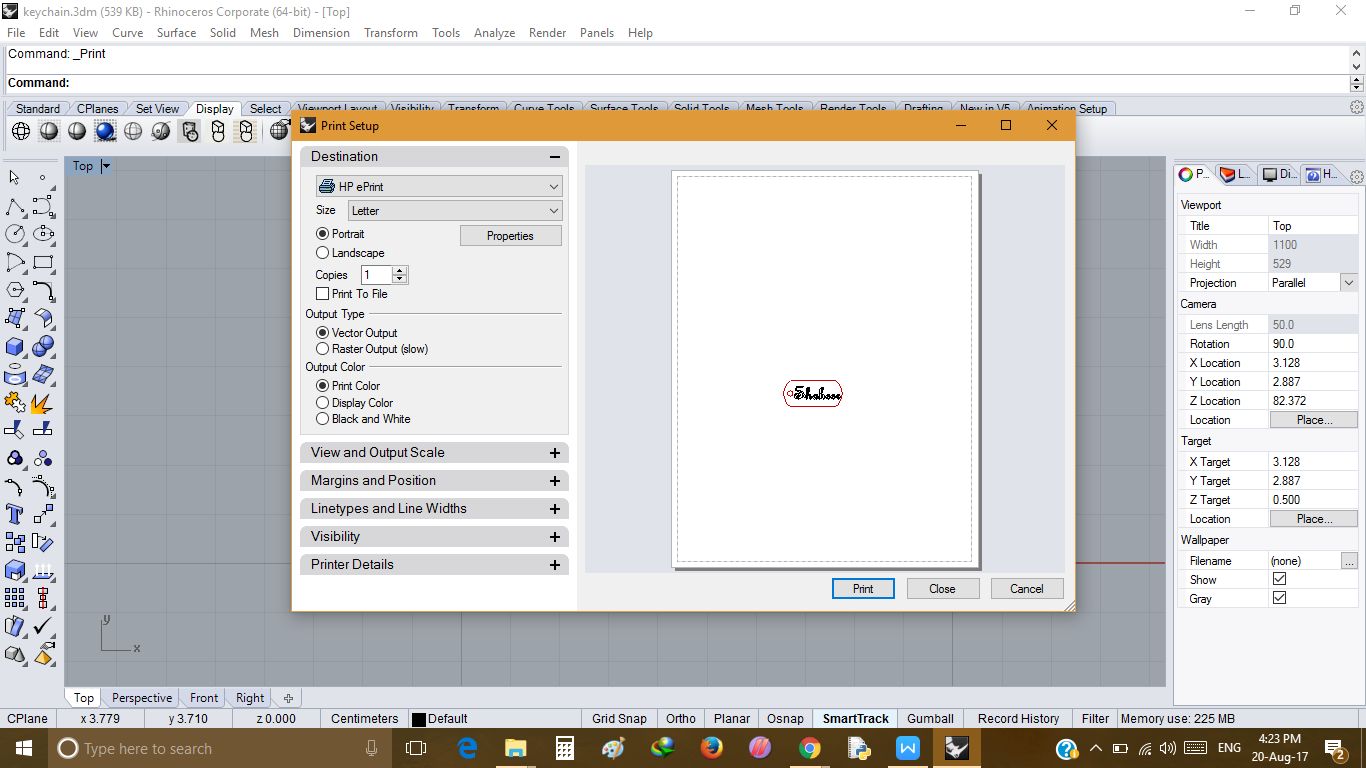 keychain.3dm (539 KB) - Rhinoceros Corporate (64-bit) - [Top]
File Edit View Curve Surface Solid Mesh Dimension Transform Tools Analyze Render Panels Help
Command: _Print
Command:
Standard CPlanes Set View Display Select Viewport Layout Visibility Transform Curve Tools Surface Tools Solid Tools Mesh Tools Render Tools Drafting New in V5 Animation Setup
Print Setup
Top
Destination
HP ePrint
Size Letter
Portrait
Properties
Landscape
Copies 1
Print To File
Output Type
Vector Output
Raster Output (slow)
Output Color
Print Color
Display Color
Black and White
View and Output Scale
Margins and Position
Linetypes and Line Widths
Visibility
Printer Details
Print Close Cancel
P... L... Di... H...
Viewport
Title Top
Width 1100
Height 529
Projection Parallel
Camera
Lens Length 50.0
Rotation 90.0
X Location 3.128
Y Location 2.887
Z Location 82.372
Location Place...
Target
X Target 3.128
Y Target 2.887
Z Target 0.500
Location Place...
Wallpaper
Filename (none) ...
Show
Gray
y
x
Top Perspective Front Right
CPlane x 3.779 y 3.710 z 0.000 Centimeters Default Grid Snap Ortho Planar Osnap SmartTrack Gumball Record History Filter Memory use: 225 MB
Type here to search
ENG
4:23 PM
20-Aug-17
2